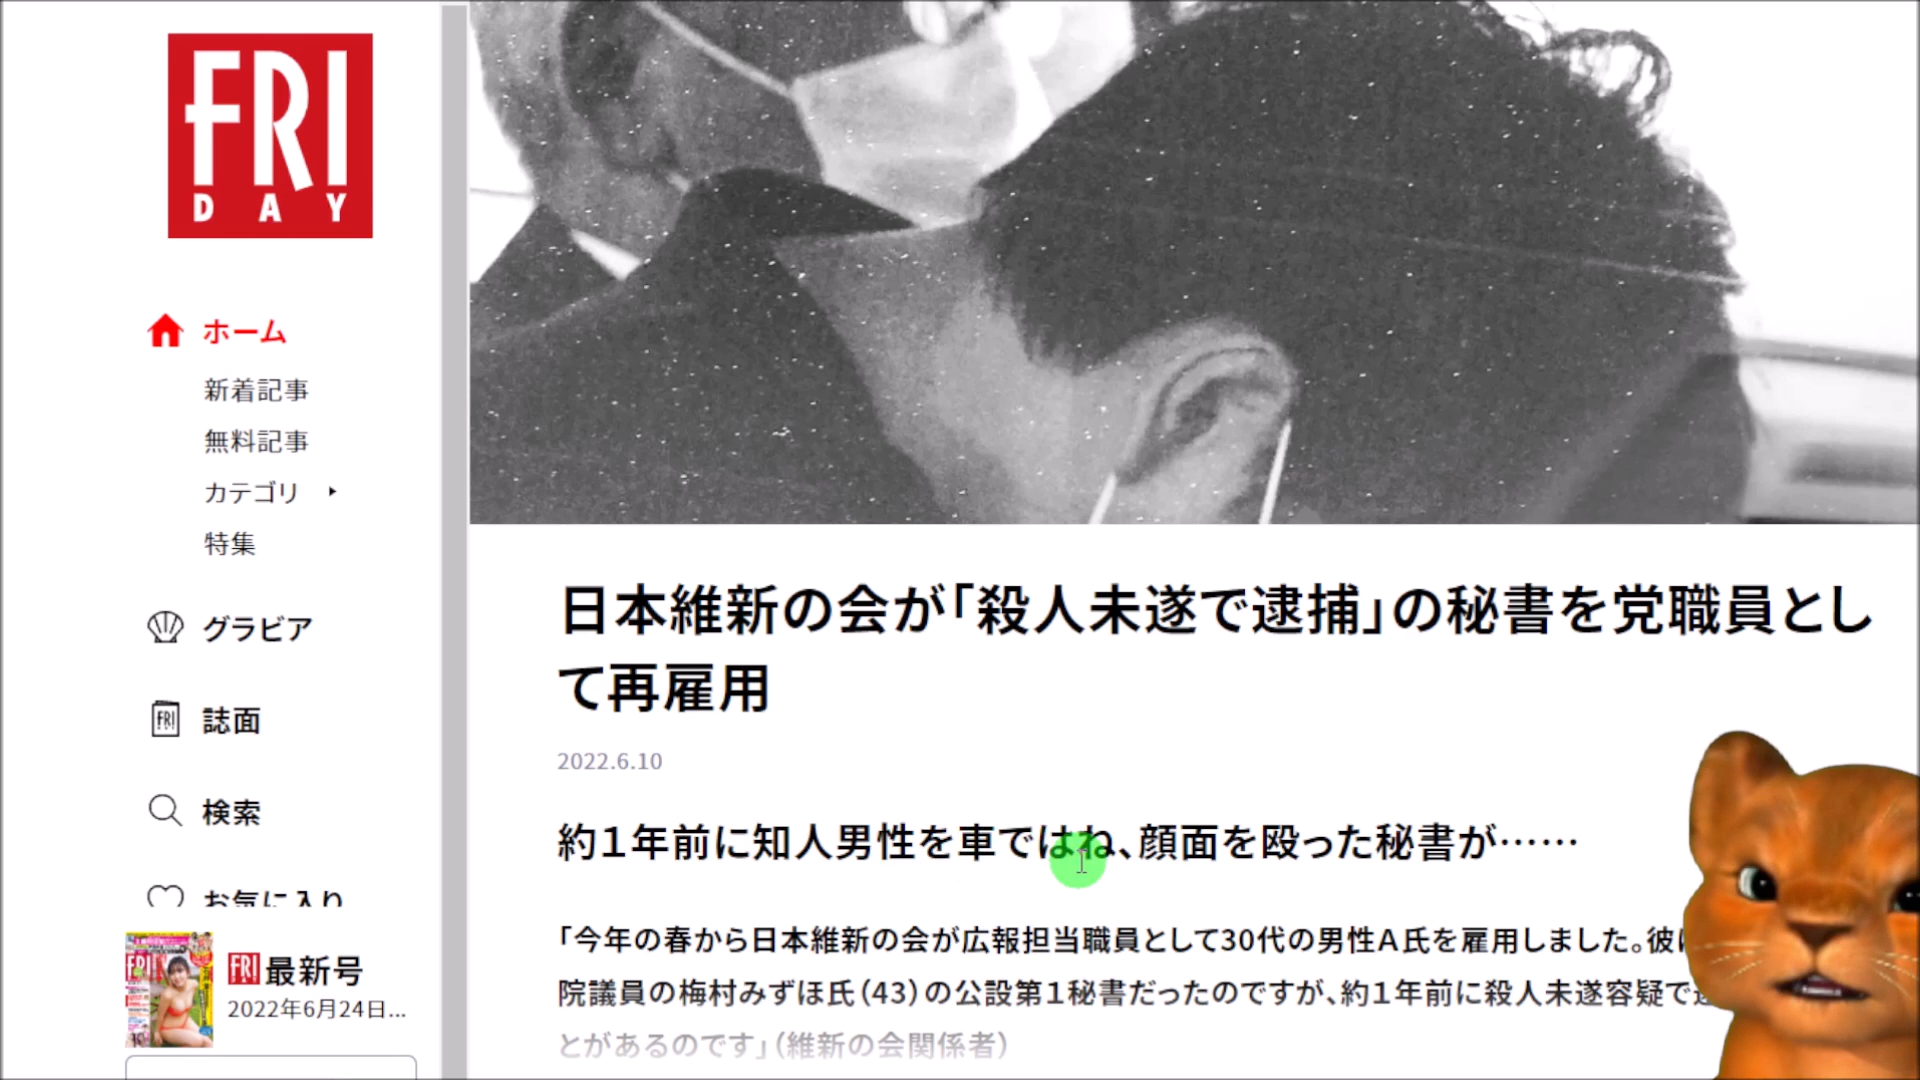 FRI
DAY
ホーム
新着記事
無料記事
カテゴリ
特集
グラビア
FRI
誌面
検索
お気に入り
FRI
FRI 最新号
2022年6月24日...
日本維新の会が「殺人未遂で逮捕」の秘書を党職員とし
て再雇用
2022.6.10
約1年前に知人男性を車ではね、顔面を殴った秘書が……
「今年の春から日本維新の会が広報担当職員として30代の男性A氏を雇用しました。彼
院議員の梅村みずほ氏(43)の公設第1秘書だったのですが、約1年前に殺人未遂容疑で
とがあるのです」(維新の会関係者)